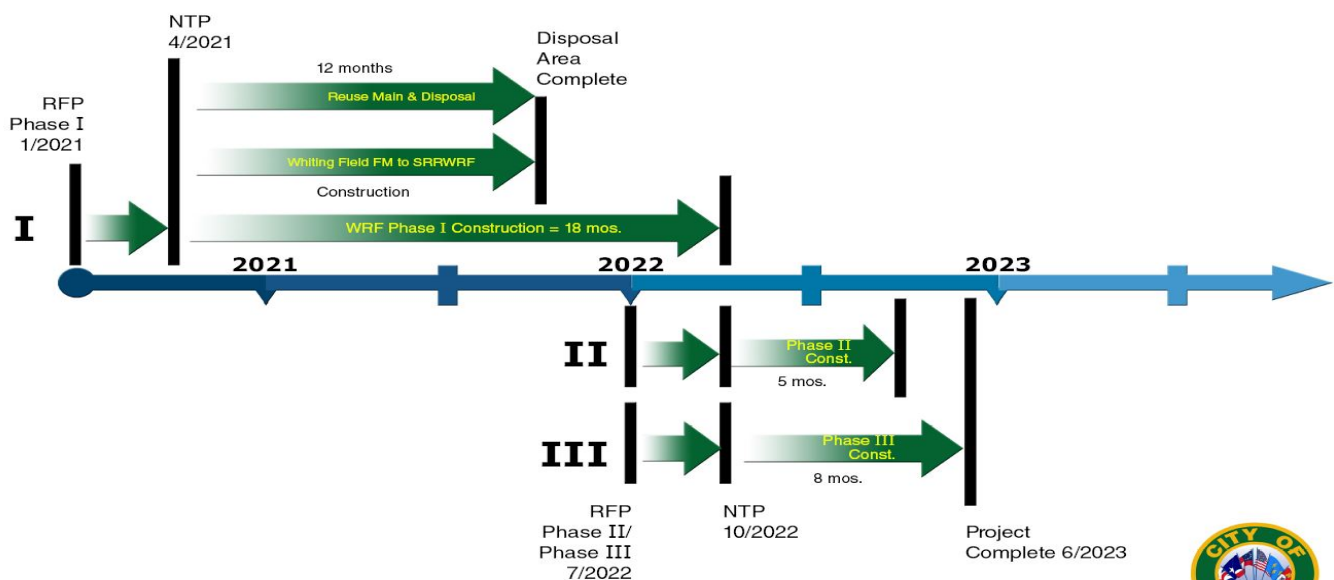 NTP
4/2021
Disposal
Area
Complete
12 months
Reuse Main & Disposal
RFP
Phase I
1/2021
Whiting Field FM to SRRWRF
Construction
I
WRF Phase I Construction = 18 mos.
2021
2022
2023
II
Phase II
Const.
5 mos.
III
Phase III
Const.
8 mos.
RFP
Phase II/
Phase III
7/2022
NTP
10/2022
Project
Complete 6/2023
CITY OF